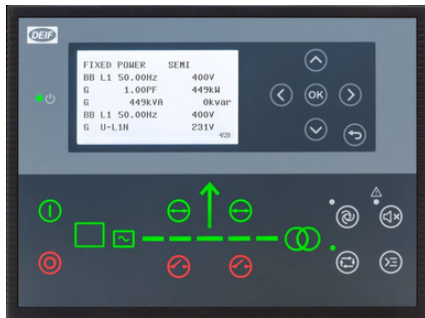 DEIF
FIXED POWER SEMI
BB L1 50.00Hz 400V
G 1.00PF 449kW
G 449kVA 0kvar
BB L1 50.00Hz 400V
G U-L1N 231V
4/20
OK